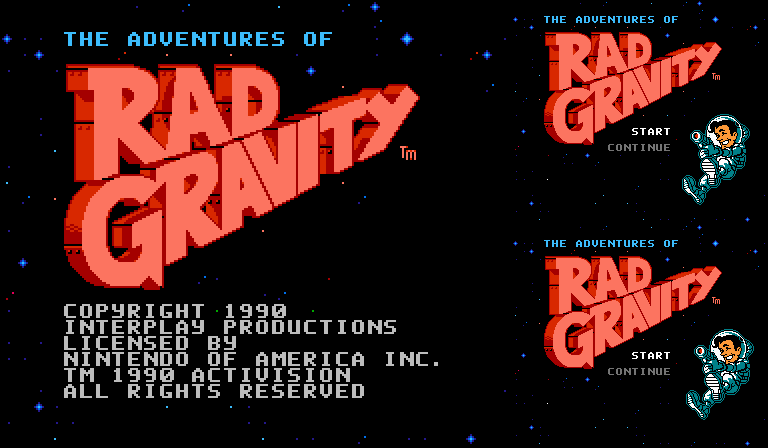 THE ADVENTURES OF
RAD
GRAVITY
TM
COPYRIGHT 1990
INTERPLAY PRODUCTIONS
LICENSED BY
NINTENDO OF AMERICA INC.
TM 1990 ACTIVISION
ALL RIGHTS RESERVED
THE ADVENTURES OF
RAD
GRAVITY
TM
START
CONTINUE
THE ADVENTURES OF
RAD
GRAVITY
TM
START
CONTINUE